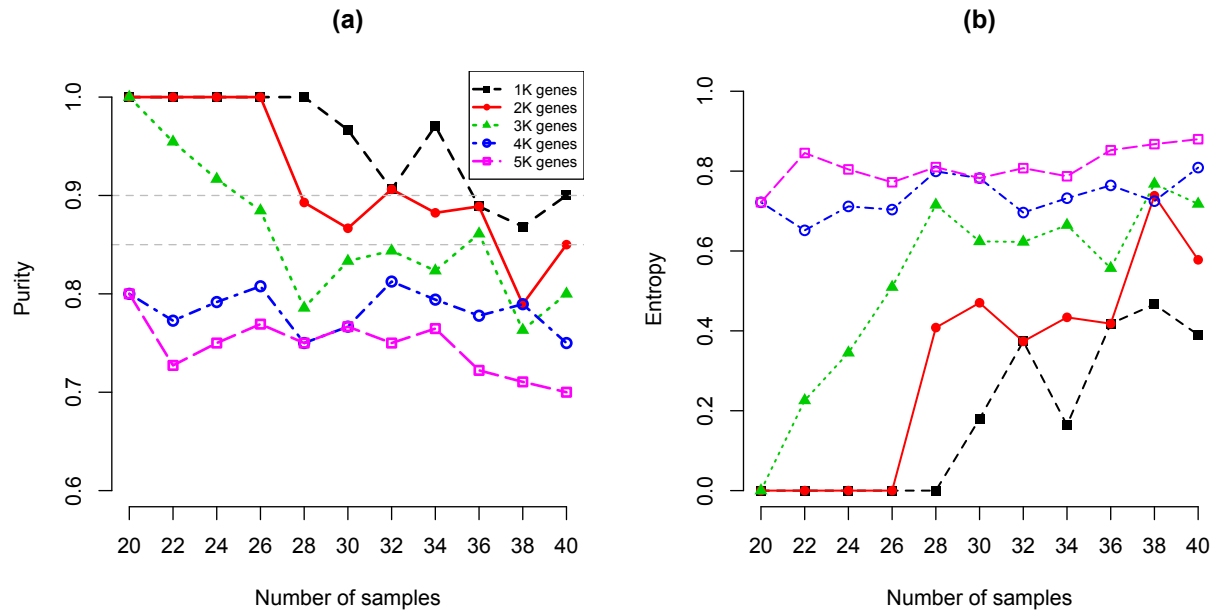 (a)
Purity
1.0
0.9
0.8
0.7
0.6
1K genes
2K genes
3K genes
4K genes
5K genes
20 22 24 26 28 30 32 34 36 38 40
Number of samples
(b)
Entropy
1.0
0.8
0.6
0.4
0.2
0.0
20 22 24 26 28 30 32 34 36 38 40
Number of samples